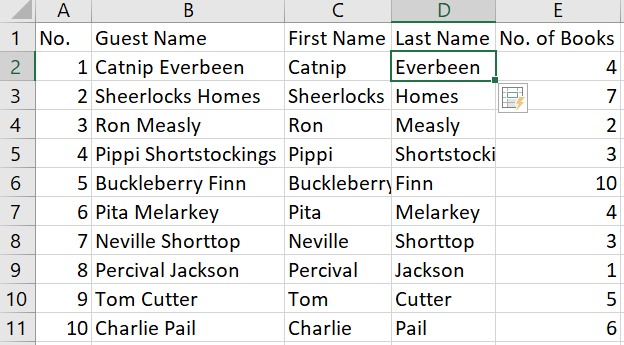 A B C D E
1 No. Guest Name First Name Last Name No. of Books
2 1 Catnip Everbeen Catnip Everbeen 4
3 2 Sheerlocks Homes Sheerlocks Homes 7
4 3 Ron Measly Ron Measly 2
5 4 Pippi Shortstockings Pippi Shortstocki 3
6 5 Buckleberry Finn Buckleberry Finn 10
7 6 Pita Melarkey Pita Melarkey 4
8 7 Neville Shorttop Neville Shorttop 3
9 8 Percival Jackson Percival Jackson 1
10 9 Tom Cutter Tom Cutter 5
11 10 Charlie Pail Charlie Pail 6